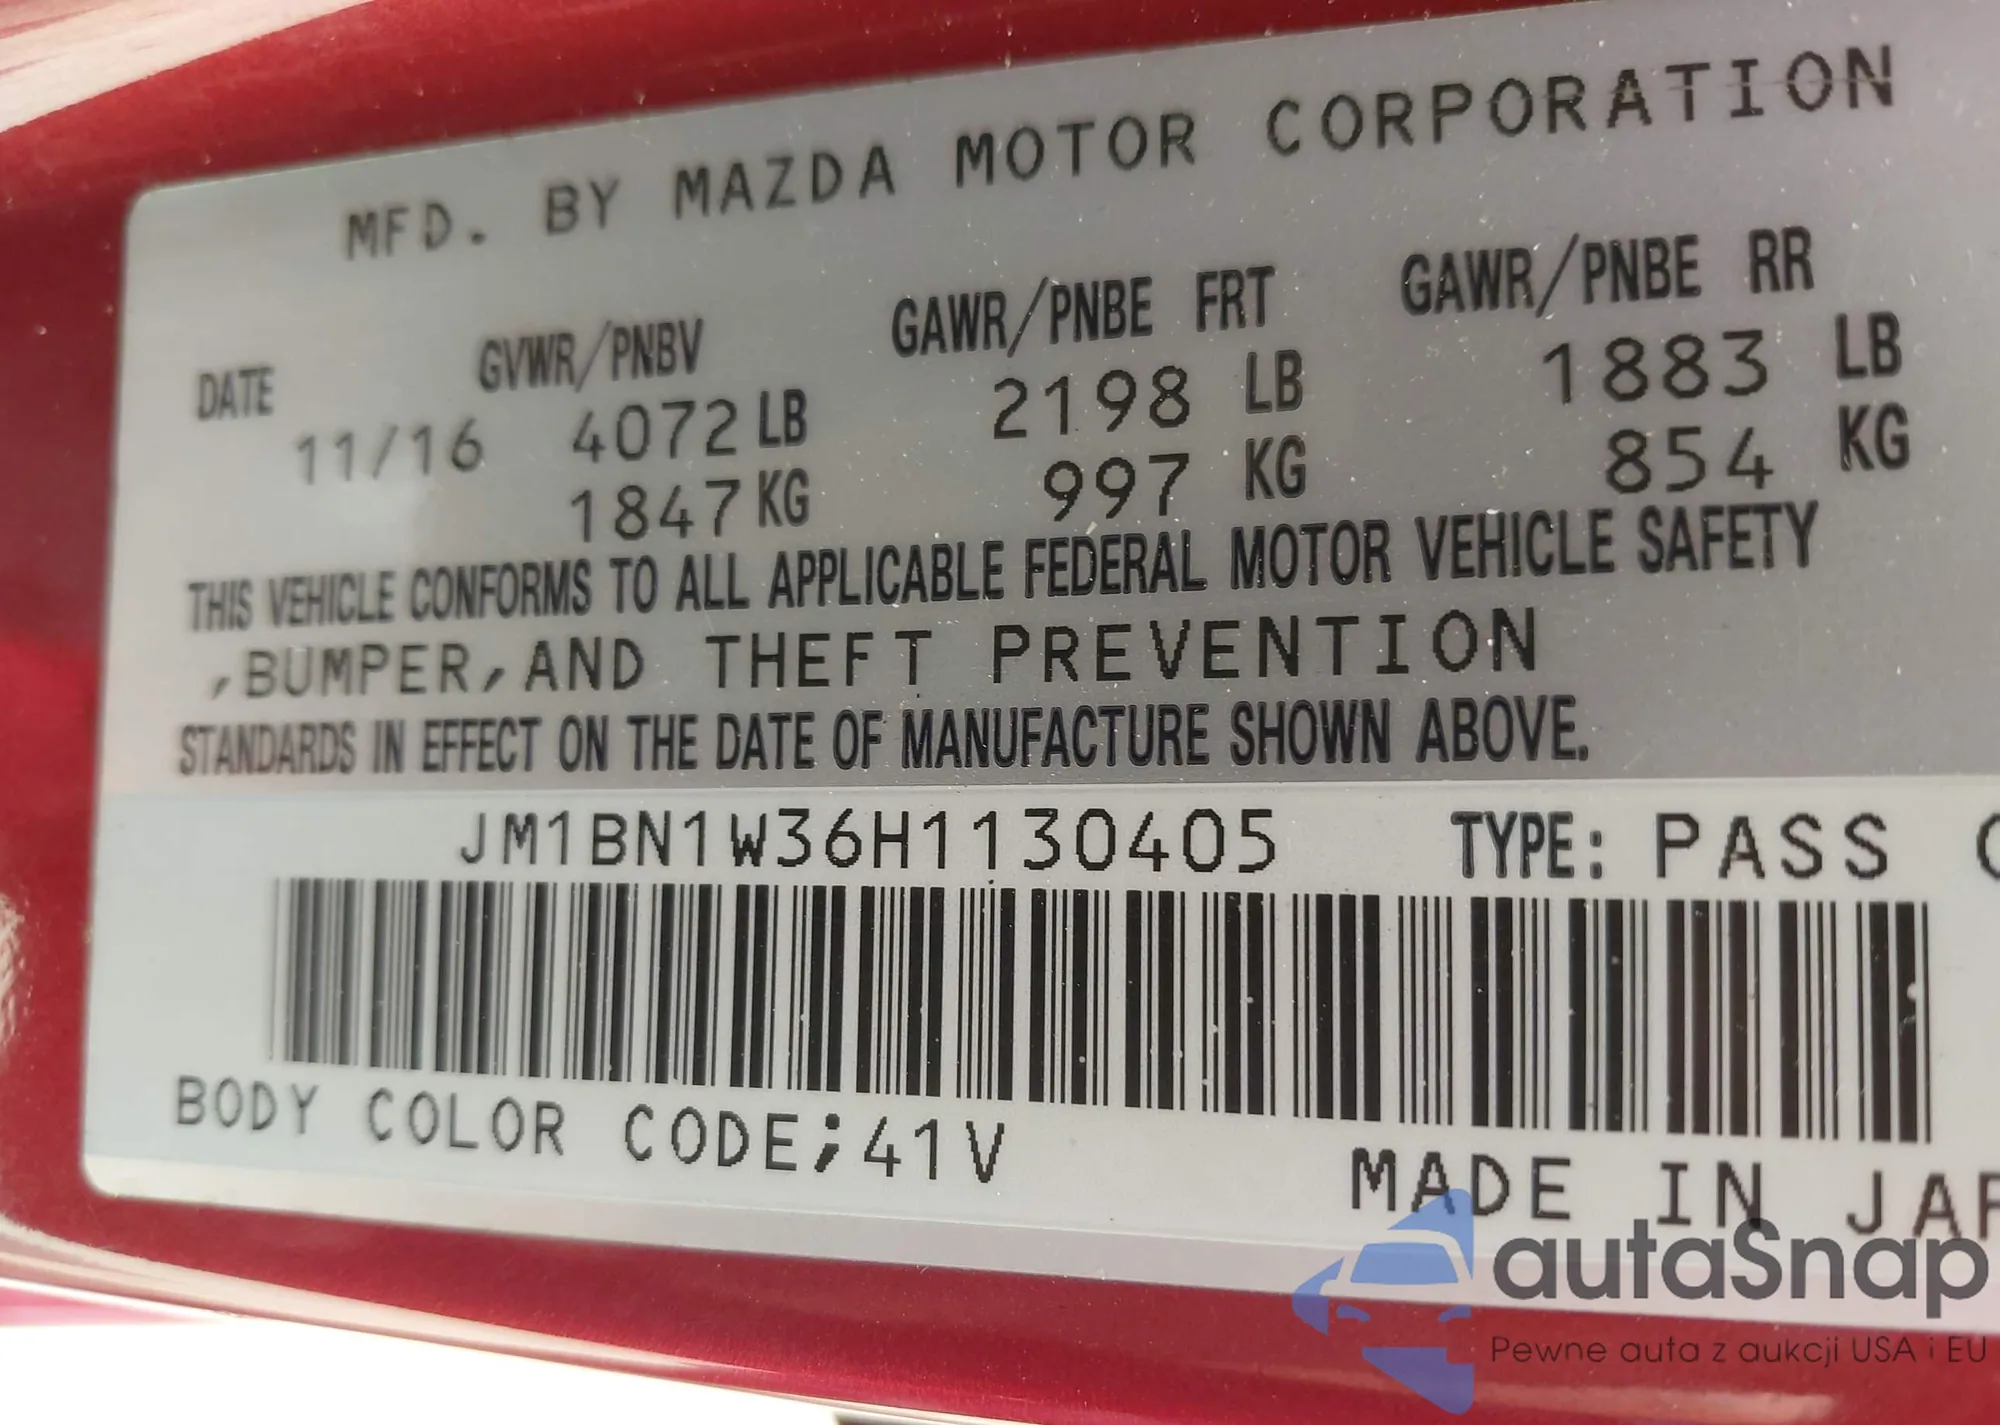 MFD. BY MAZDA MOTOR CORPORATION
DATE GVWR/PNBV GAWR/PNBE FRT GAWR/PNBE RR
11/16 4072 LB 2198 LB 1883 LB
1847 KG 997 KG 854 KG
THIS VEHICLE CONFORMS TO ALL APPLICABLE FEDERAL MOTOR VEHICLE SAFETY
,BUMPER,AND THEFT PREVENTION
STANDARDS IN EFFECT ON THE DATE OF MANUFACTURE SHOWN ABOVE.
JM1BN1W36H1130405 TYPE: PASS
BODY COLOR CODE;41V
MADE IN JAP
autaSnap
Pewne auta z aukcji USA i EU